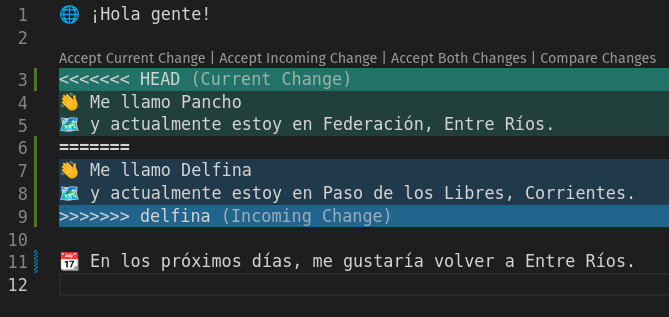 1 🌐 ¡Hola gente!
2
Accept Current Change | Accept Incoming Change | Accept Both Changes | Compare Changes
3 <<<<<<< HEAD (Current Change)
4 👋 Me llamo Pancho
5 🗺️ y actualmente estoy en Federación, Entre Ríos.
6 =======
7 👋 Me llamo Delfina
8 🗺️ y actualmente estoy en Paso de los Libres, Corrientes.
9 >>>>>>> delfina (Incoming Change)
10
11 📆 En los próximos días, me gustaría volver a Entre Ríos.
12